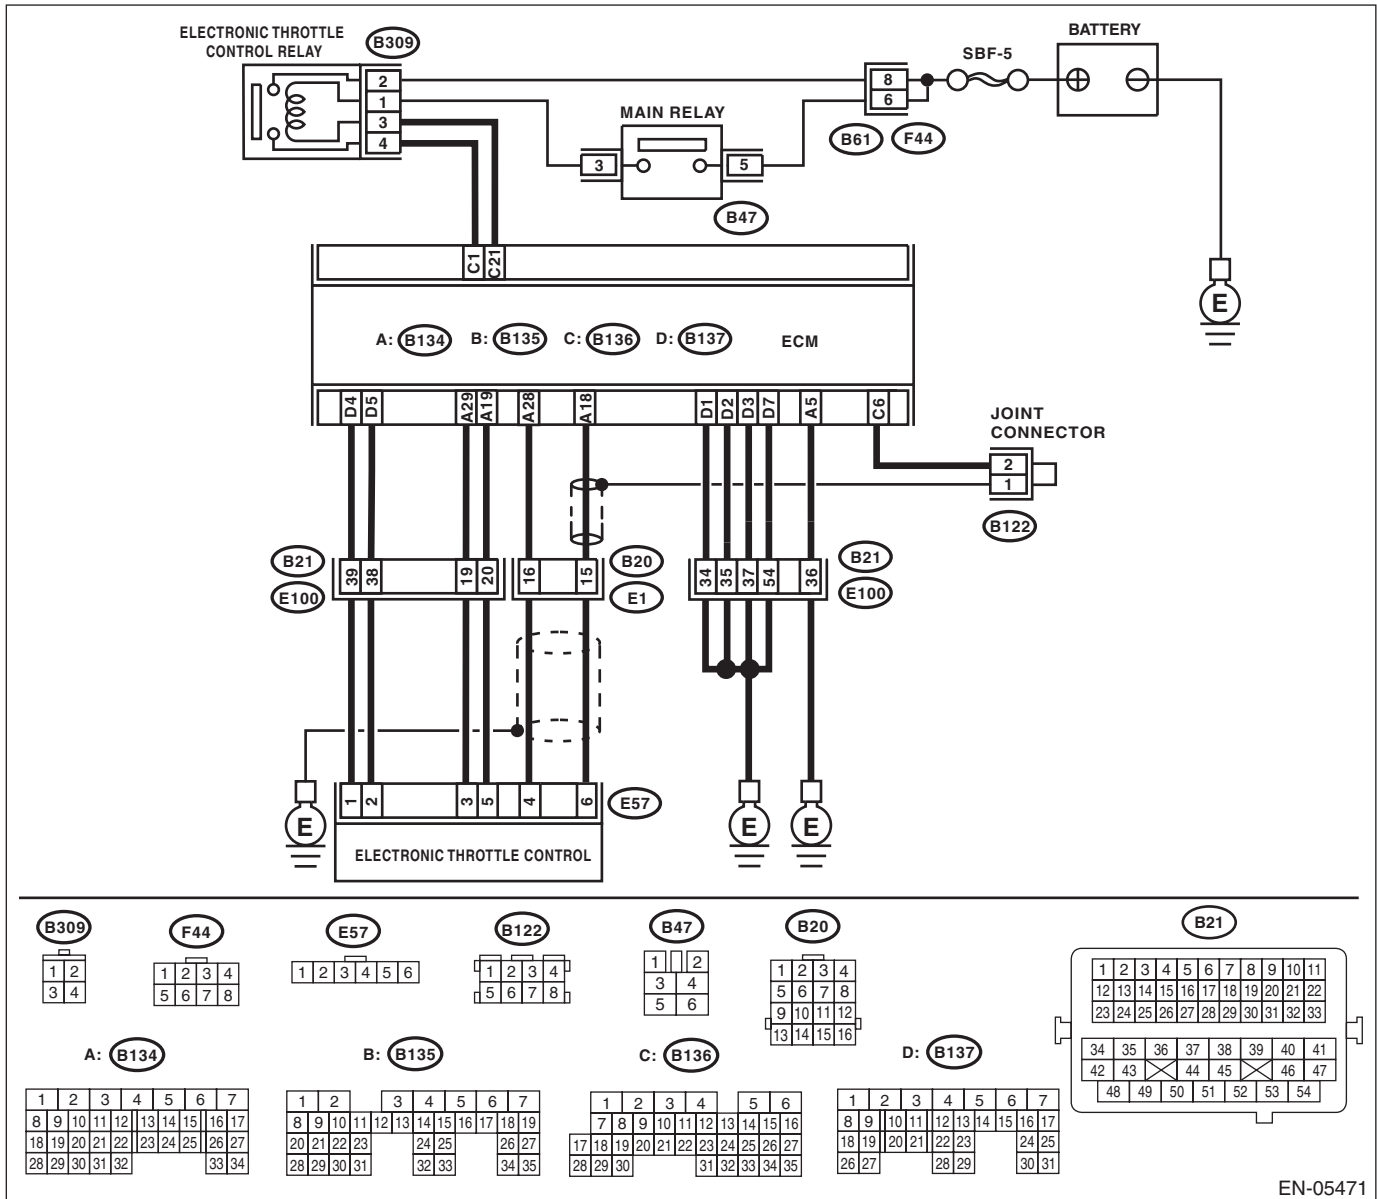 ELECTRONIC THROTTLE
CONTROL RELAY
B309
2
1
3
4
MAIN RELAY
3
5
B47
8
6
B61
F44
SBF-5
BATTERY
E
C1
C21
A: B134 B: B135 C: B136 D: B137 ECM
D4 D5 A29 A19 A28 A18 D1 D2 D3 D7 A5 C6
JOINT
CONNECTOR
2
1
B122
B21
E100
39 38 19 20 16 15
B20
E1
34 35 37 54 36
B21
E100
1 2 3 5 4 6
E57
E
ELECTRONIC THROTTLE CONTROL
E
E
B309
1 2
3 4
F44
1 2 3 4
5 6 7 8
E57
1 2 3 4 5 6
B122
1 2 3 4
5 6 7 8
B47
1 2
3 4
5 6
B20
1 2 3 4
5 6 7 8
9 10 11 12
13 14 15 16
B21
1 2 3 4 5 6 7 8 9 10 11
12 13 14 15 16 17 18 19 20 21 22
23 24 25 26 27 28 29 30 31 32 33
34 35 36 37 38 39 40 41
42 43 44 45 46 47
48 49 50 51 52 53 54
A: B134
1 2 3 4 5 6 7
8 9 10 11 12 13 14 15 16 17
18 19 20 21 22 23 24 25 26 27
28 29 30 31 32 33 34
B: B135
1 2 3 4 5 6 7
8 9 10 11 12 13 14 15 16 17 18 19
20 21 22 23 24 25 26 27
28 29 30 31 32 33 34 35
C: B136
1 2 3 4 5 6
7 8 9 10 11 12 13 14 15 16
17 18 19 20 21 22 23 24 25 26 27
28 29 30 31 32 33 34 35
D: B137
1 2 3 4 5 6 7
8 9 10 11 12 13 14 15 16 17
18 19 20 21 22 23 24 25
26 27 28 29 30 31
EN-05471